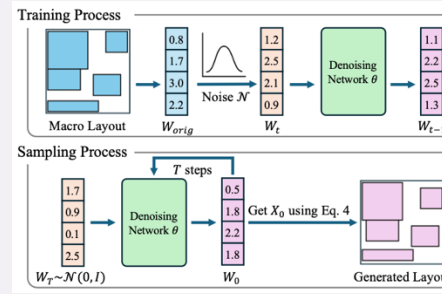 Training Process
0.8
1.7
3.0
2.2
Noise N
1.2
2.5
2.1
0.9
Denoising
Network θ
1.1
2.2
2.5
1.3
Macro Layout
W_orig
W_t
W_t-
Sampling Process
T steps
1.7
0.9
0.1
2.5
Denoising
Network θ
0.5
1.8
2.2
1.8
Get X_0 using Eq. 4
W_T~N(0, I)
W_0
Generated Layou